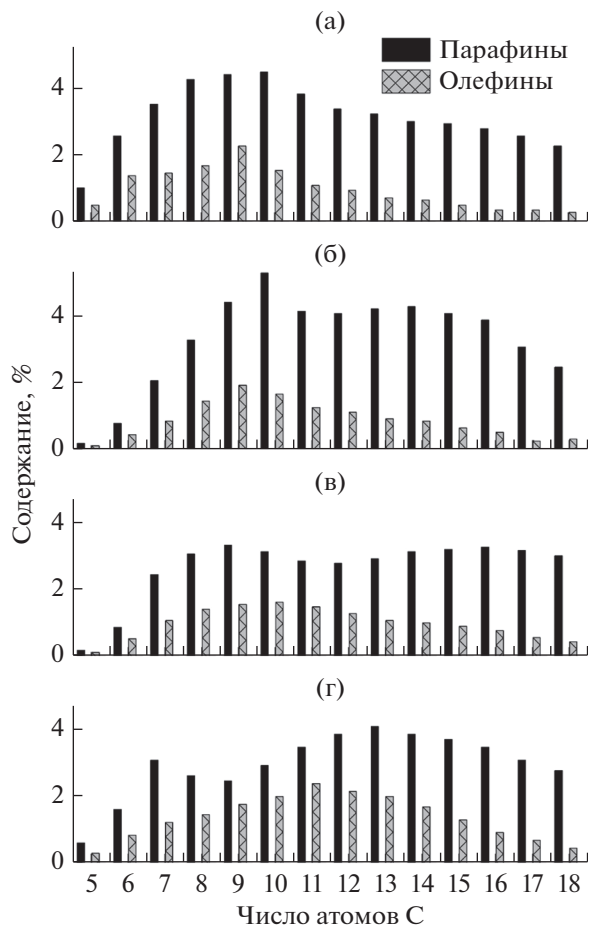 (а)
Парафины
Олефины
4
2
0
(б)
4
2
0
(в)
4
2
0
(г)
4
2
0
Содержание, %
5 6 7 8 9 10 11 12 13 14 15 16 17 18
Число атомов С